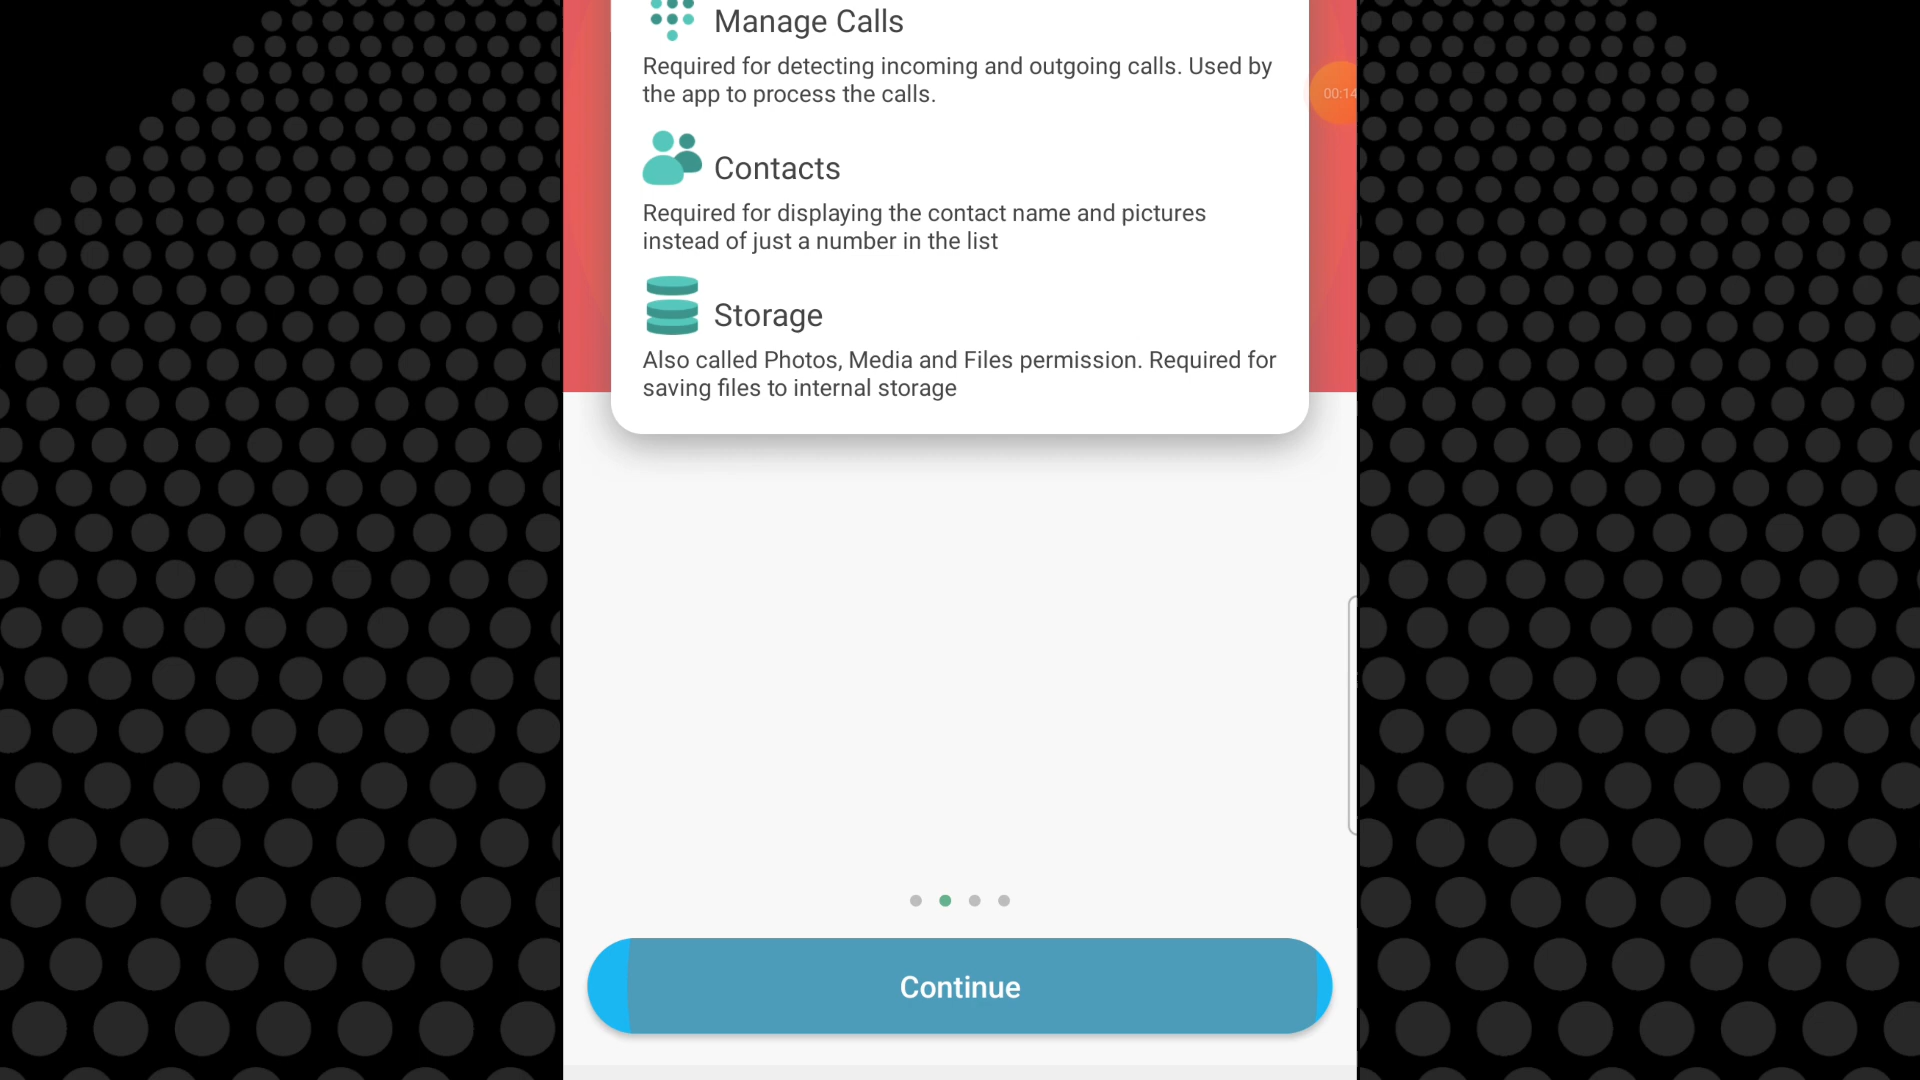 Manage Calls
Required for detecting incoming and outgoing calls. Used by
the app to process the calls.
00:14
Contacts
Required for displaying the contact name and pictures
instead of just a number in the list
Storage
Also called Photos, Media and Files permission. Required for
saving files to internal storage
Continue